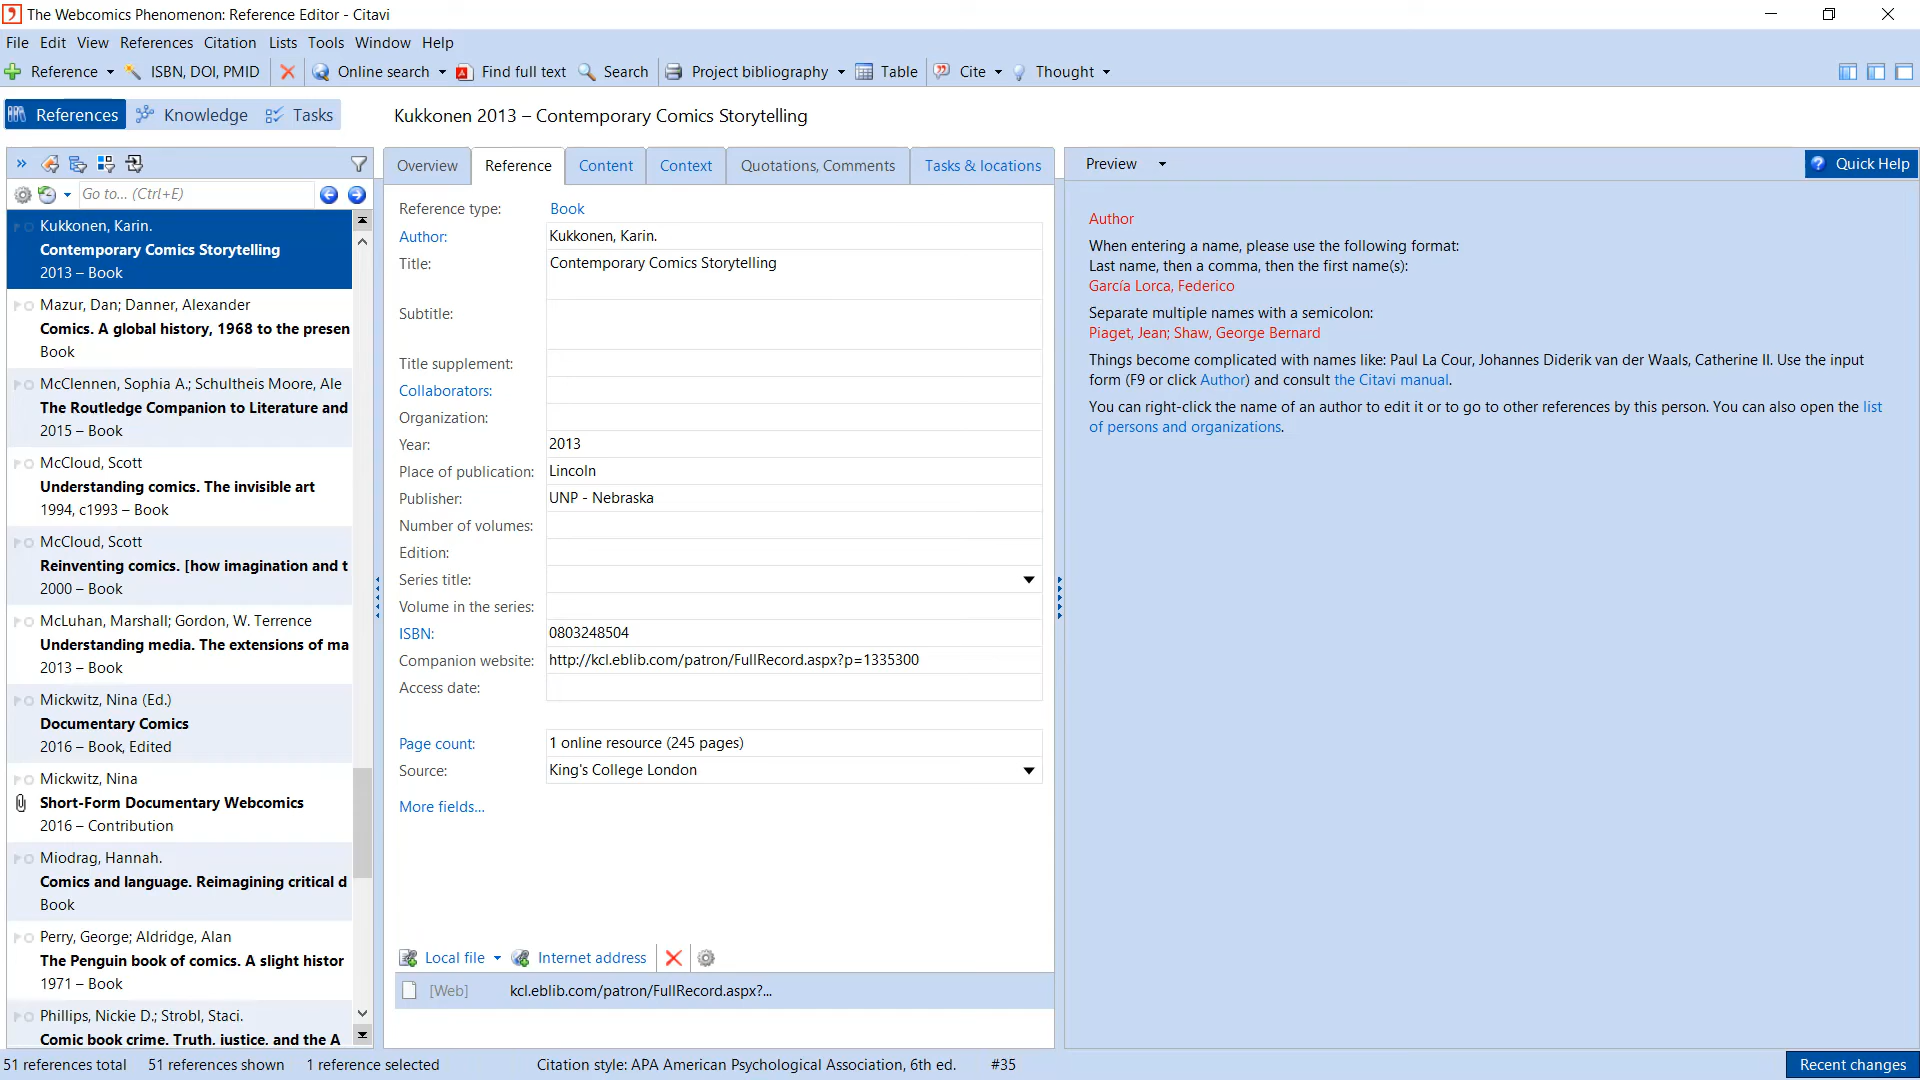 The Webcomics Phenomenon: Reference Editor - Citavi
File Edit View References Citation Lists Tools Window Help
Reference ISBN, DOI, PMID Online search Find full text Search Project bibliography Table Cite Thought
References Knowledge Tasks
Kukkonen 2013 – Contemporary Comics Storytelling
Go to... (Ctrl+E)
Kukkonen, Karin.
Contemporary Comics Storytelling
2013 – Book
Mazur, Dan; Danner, Alexander
Comics. A global history, 1968 to the presen
Book
McClennen, Sophia A.; Schultheis Moore, Ale
The Routledge Companion to Literature and
2015 – Book
McCloud, Scott
Understanding comics. The invisible art
1994, c1993 – Book
McCloud, Scott
Reinventing comics. [how imagination and t
2000 – Book
McLuhan, Marshall; Gordon, W. Terrence
Understanding media. The extensions of ma
2013 – Book
Mickwitz, Nina (Ed.)
Documentary Comics
2016 – Book, Edited
Mickwitz, Nina
Short-Form Documentary Webcomics
2016 – Contribution
Miodrag, Hannah.
Comics and language. Reimagining critical d
Book
Perry, George; Aldridge, Alan
The Penguin book of comics. A slight histor
1971 – Book
Phillips, Nickie D.; Strobl, Staci.
Comic book crime. Truth, justice, and the A
Overview Reference Content Context Quotations, Comments Tasks & locations
Reference type: Book
Author: Kukkonen, Karin.
Title: Contemporary Comics Storytelling
Subtitle:
Title supplement:
Collaborators:
Organization:
Year: 2013
Place of publication: Lincoln
Publisher: UNP - Nebraska
Number of volumes:
Edition:
Series title:
Volume in the series:
ISBN: 0803248504
Companion website: http://kcl.eblib.com/patron/FullRecord.aspx?p=1335300
Access date:
Page count: 1 online resource (245 pages)
Source: King's College London
More fields...
Local file Internet address
[Web] kcl.eblib.com/patron/FullRecord.aspx?...
Preview Quick Help
Author
When entering a name, please use the following format:
Last name, then a comma, then the first name(s):
García Lorca, Federico
Separate multiple names with a semicolon:
Piaget, Jean; Shaw, George Bernard
Things become complicated with names like: Paul La Cour, Johannes Diderik van der Waals, Catherine II. Use the input
form (F9 or click Author) and consult the Citavi manual.
You can right-click the name of an author to edit it or to go to other references by this person. You can also open the list
of persons and organizations.
51 references total 51 references shown 1 reference selected Citation style: APA American Psychological Association, 6th ed. #35 Recent changes